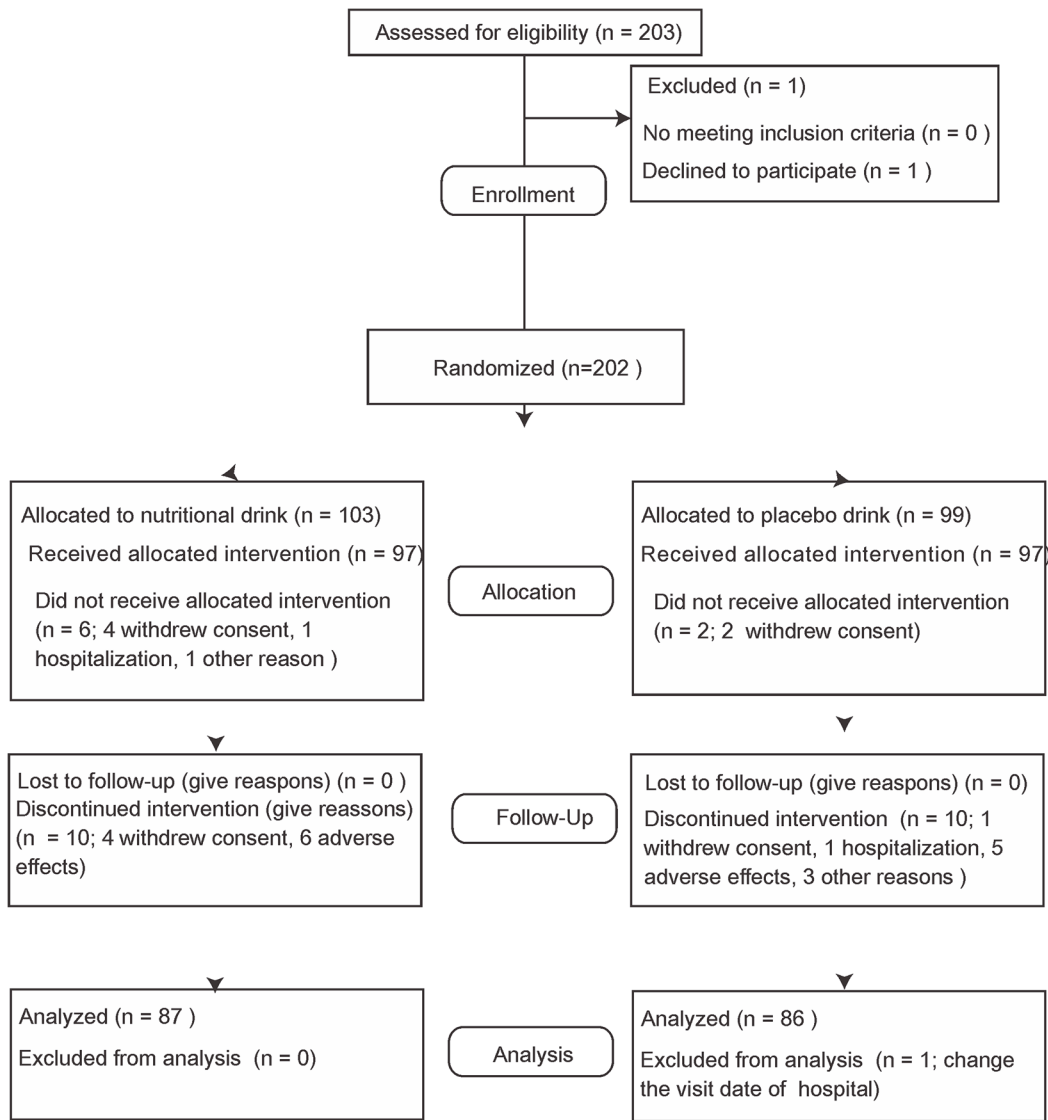 Assessed for eligibility (n = 203)
Excluded (n = 1)
No meeting inclusion criteria (n = 0 )
Declined to participate (n = 1 )
Enrollment
Randomized (n=202 )
Allocated to nutritional drink (n = 103)
Received allocated intervention (n = 97)
Did not receive allocated intervention
(n = 6; 4 withdrew consent, 1
hospitalization, 1 other reason )
Allocation
Allocated to placebo drink (n = 99)
Received allocated intervention (n = 97)
Did not receive allocated intervention
(n = 2; 2 withdrew consent)
Lost to follow-up (give respons) (n = 0 )
Discontinued intervention (give reassons)
(n = 10; 4 withdrew consent, 6 adverse
effects)
Follow-Up
Lost to follow-up (give reaspons) (n = 0)
Discontinued intervention (n = 10; 1
withdrew consent, 1 hospitalization, 5
adverse effects, 3 other reasons )
Analyzed (n = 87 )
Excluded from analysis (n = 0)
Analysis
Analyzed (n = 86 )
Excluded from analysis (n = 1; change
the visit date of hospital)